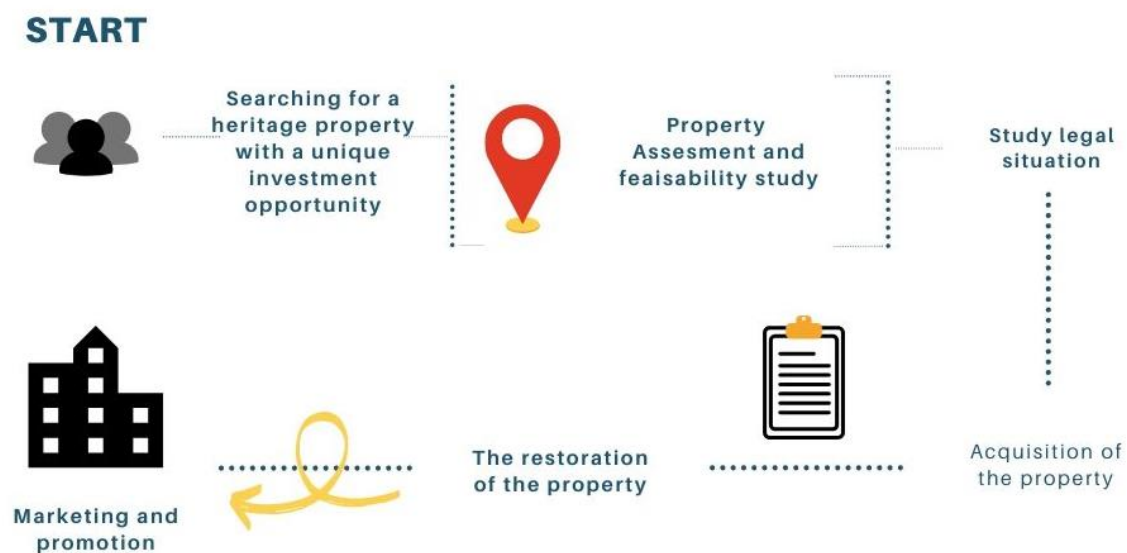 START
Searching for a
heritage property
with a unique
investment
opportunity
Property
Assesment and
feaisability study
Study legal
situation
Acquisition of
the property
The restoration
of the property
Marketing and
promotion